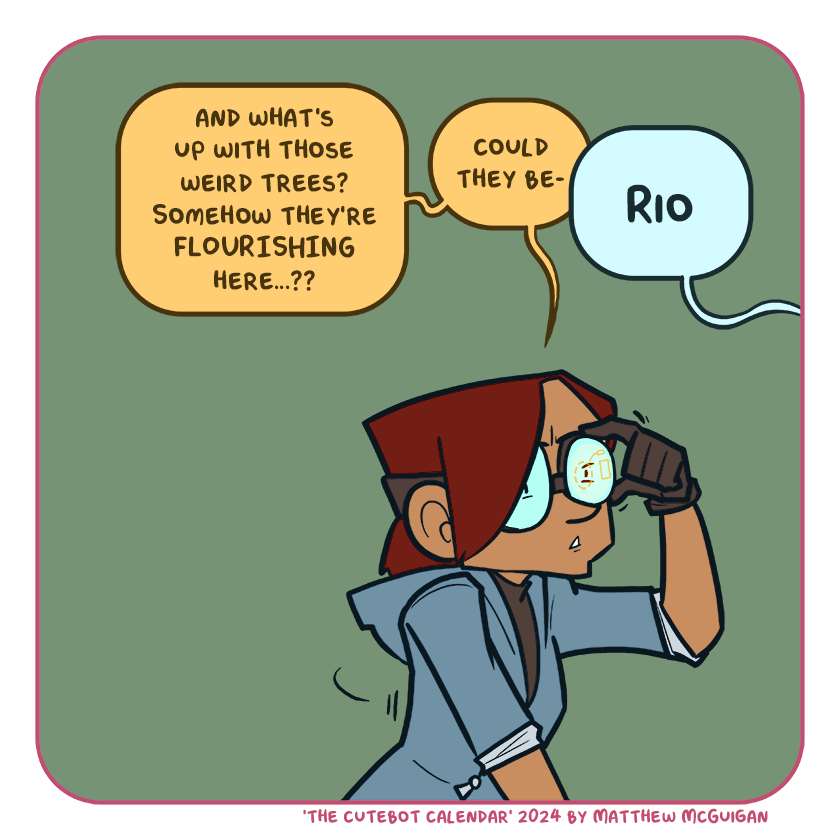 AND WHAT'S
UP WITH THOSE
WEIRD TREES?
SOMEHOW THEY'RE
FLOURISHING
HERE...??
COULD
THEY BE-
RIO
'THE CUTEBOT CALENDAR' 2024 BY MATTHEW MCGUIGAN